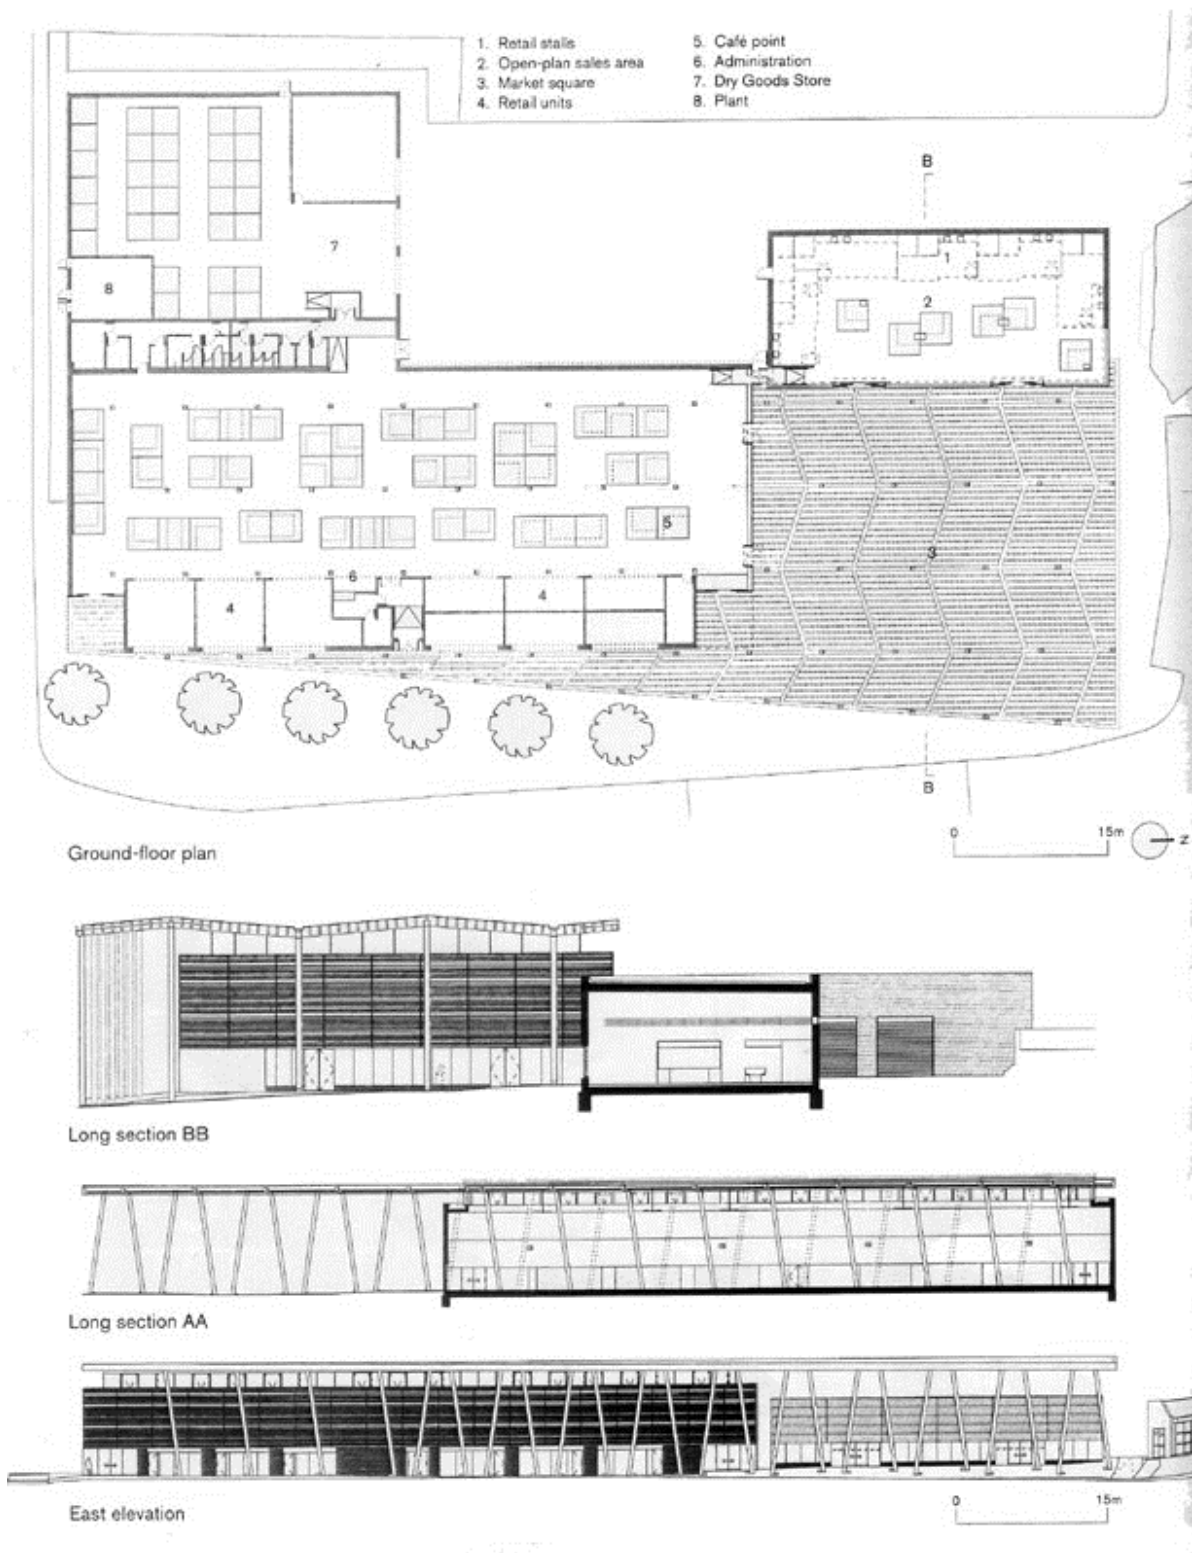 1. Retail stalls
2. Open-plan sales area
3. Market square
4. Retail units
5. Café point
6. Administration
7. Dry Goods Store
8. Plant
B
7
8
1
2
5
3
6
4
4
B
0 15m
Z
Ground-floor plan
Long section BB
Long section AA
East elevation
0 15m